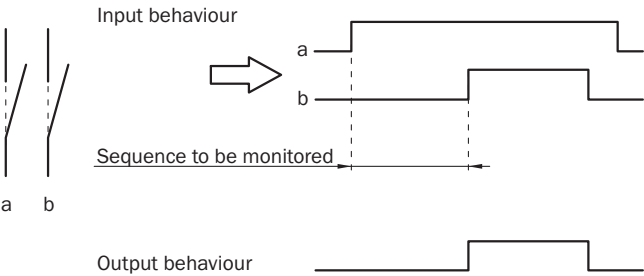 Input behaviour
a
b
Sequence to be monitored
a b
Output behaviour